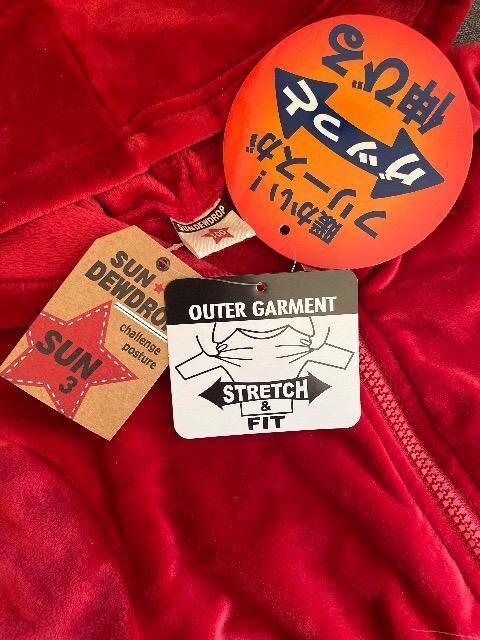 暖かい!
フリースが
グッと
伸びる
SUNDEWDROP
100
SUN★
DEWDROP
challenge
posture
SUN
3
OUTER GARMENT
STRETCH
&
FIT